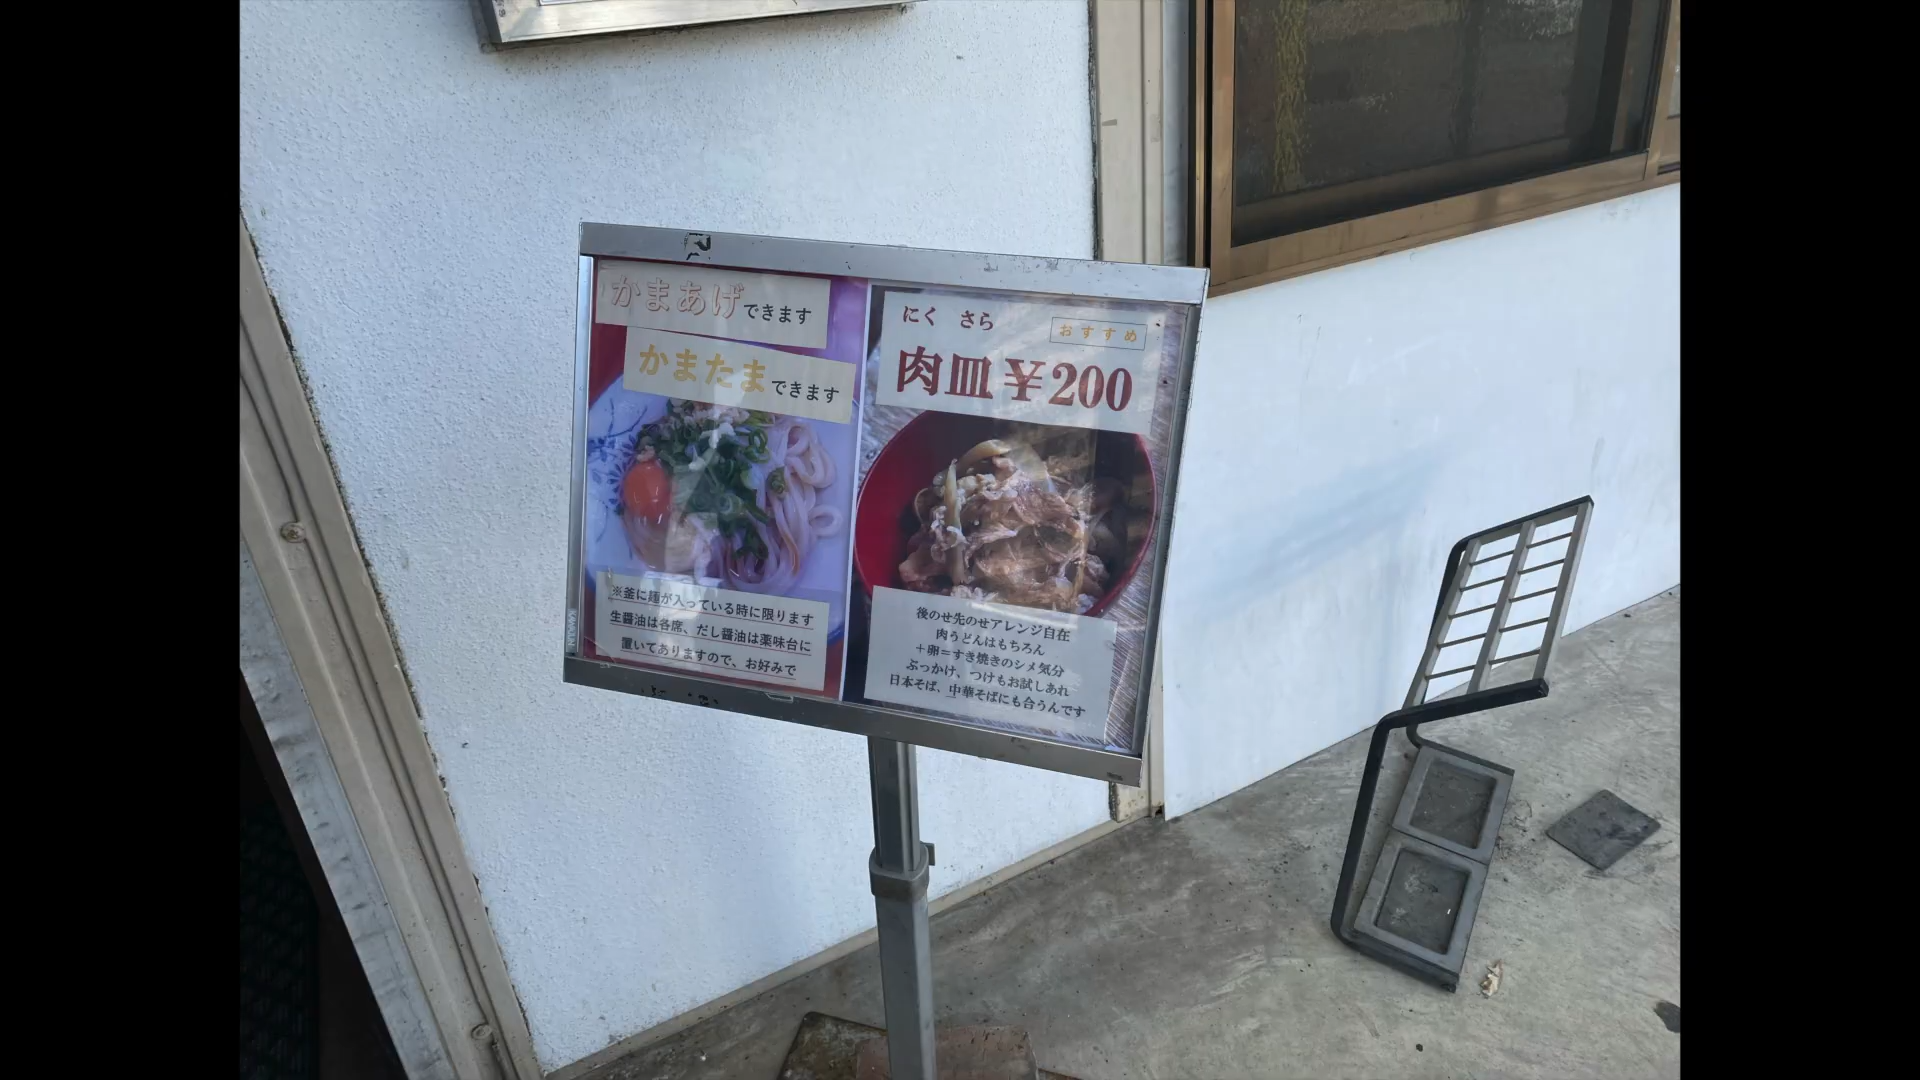 かまあげできます
かまたまできます
※釜に麺が入っている時に限ります
生醤油は各席、だし醤油は薬味台に
置いてありますので、お好みで
にく さら
おすすめ
肉皿￥200
後のせ先のせアレンジ自在
肉うどんはもちろん
＋卵＝すき焼きのシメ気分
ぶっかけ、つけもお試しあれ
日本そば、中華そばにも合うんです